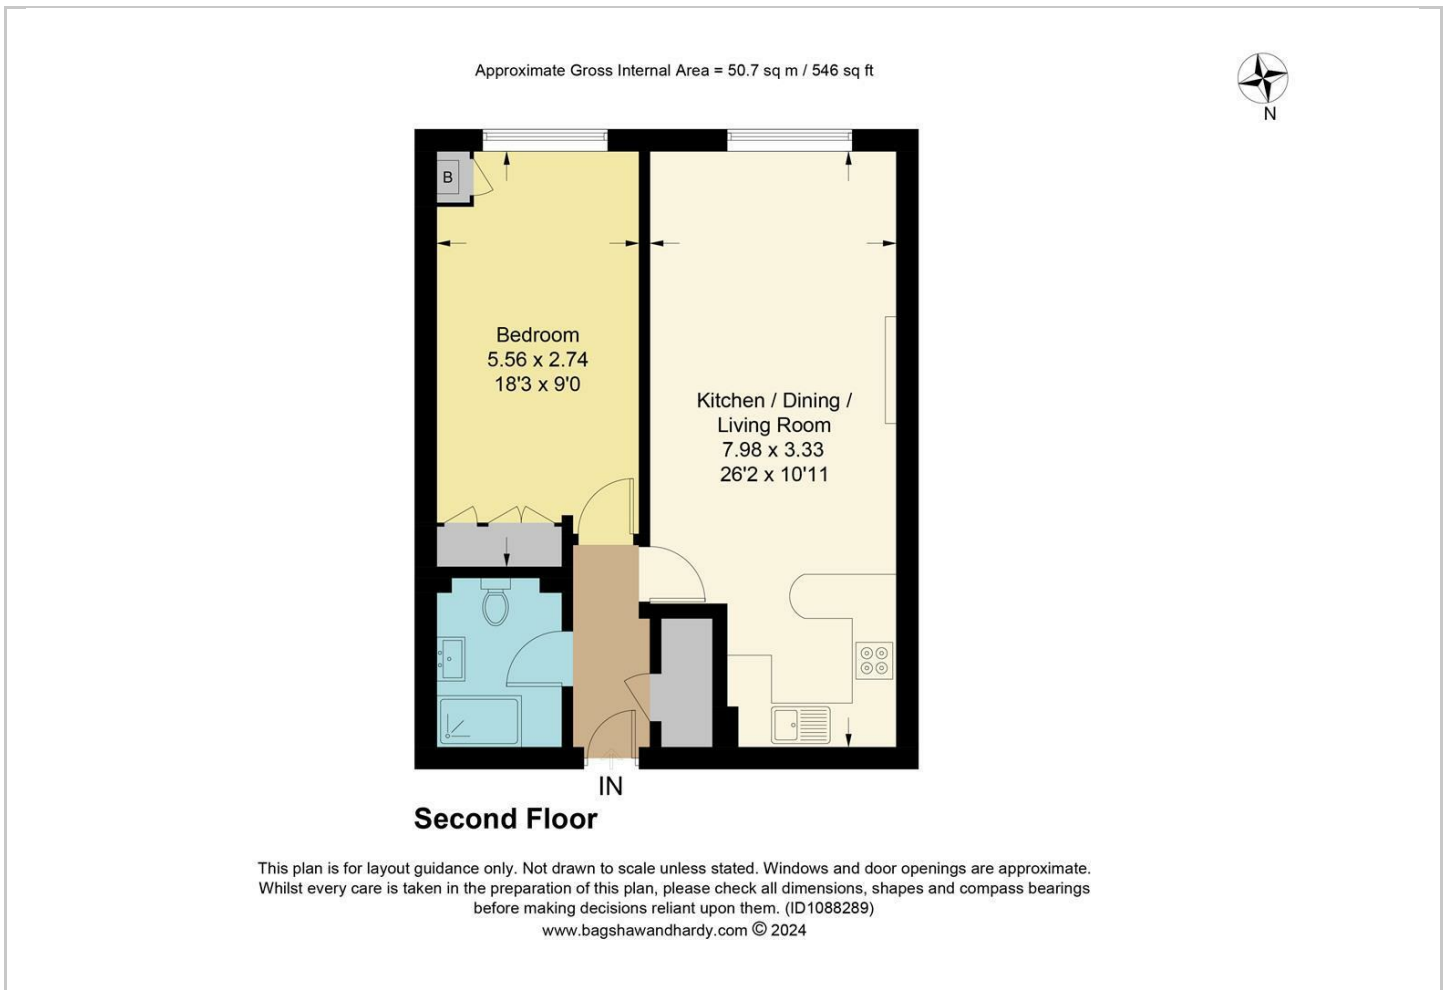 Approximate Gross Internal Area = 50.7 sq m / 546 sq ft
N
B
Bedroom
5.56 x 2.74
18'3 x 9'0
Kitchen / Dining /
Living Room
7.98 x 3.33
26'2 x 10'11
IN
Second Floor
This plan is for layout guidance only. Not drawn to scale unless stated. Windows and door openings are approximate.
Whilst every care is taken in the preparation of this plan, please check all dimensions, shapes and compass bearings
before making decisions reliant upon them. (ID1088289)
www.bagshawandhardy.com © 2024